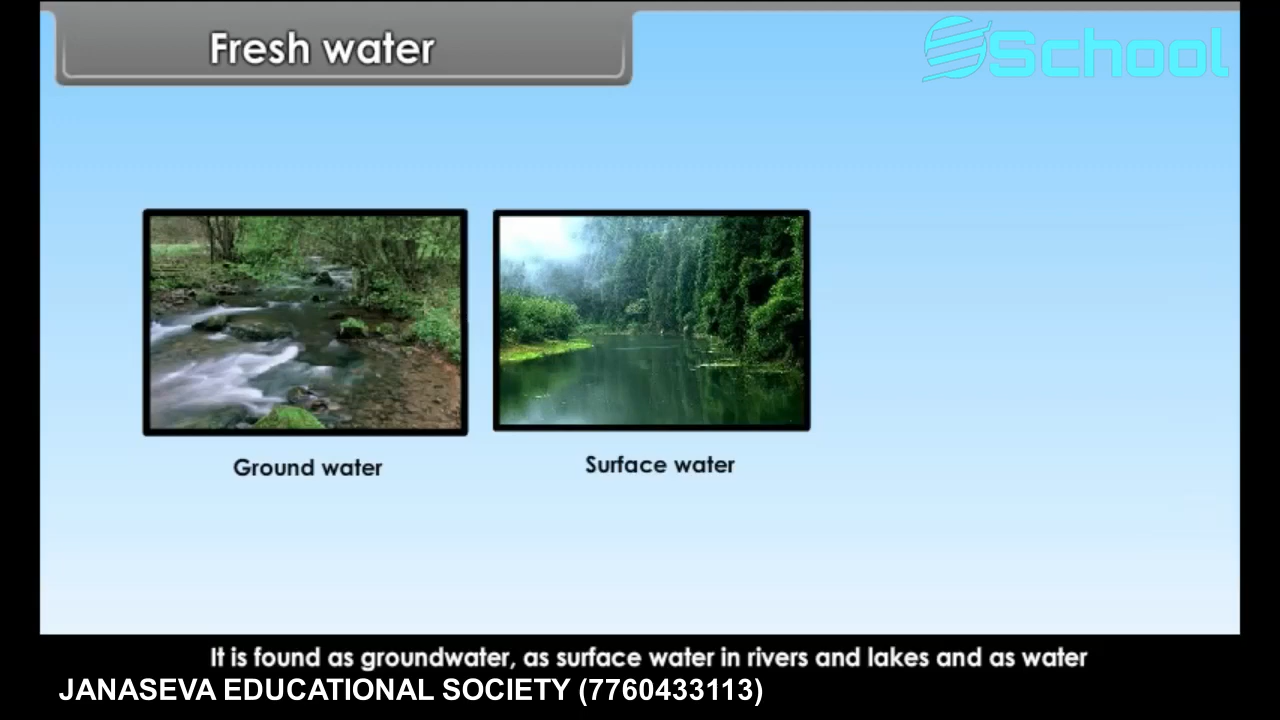 Fresh water
School
Ground water
Surface water
It is found as groundwater, as surface water in rivers and lakes and as water
JANASEVA EDUCATIONAL SOCIETY (7760433113)